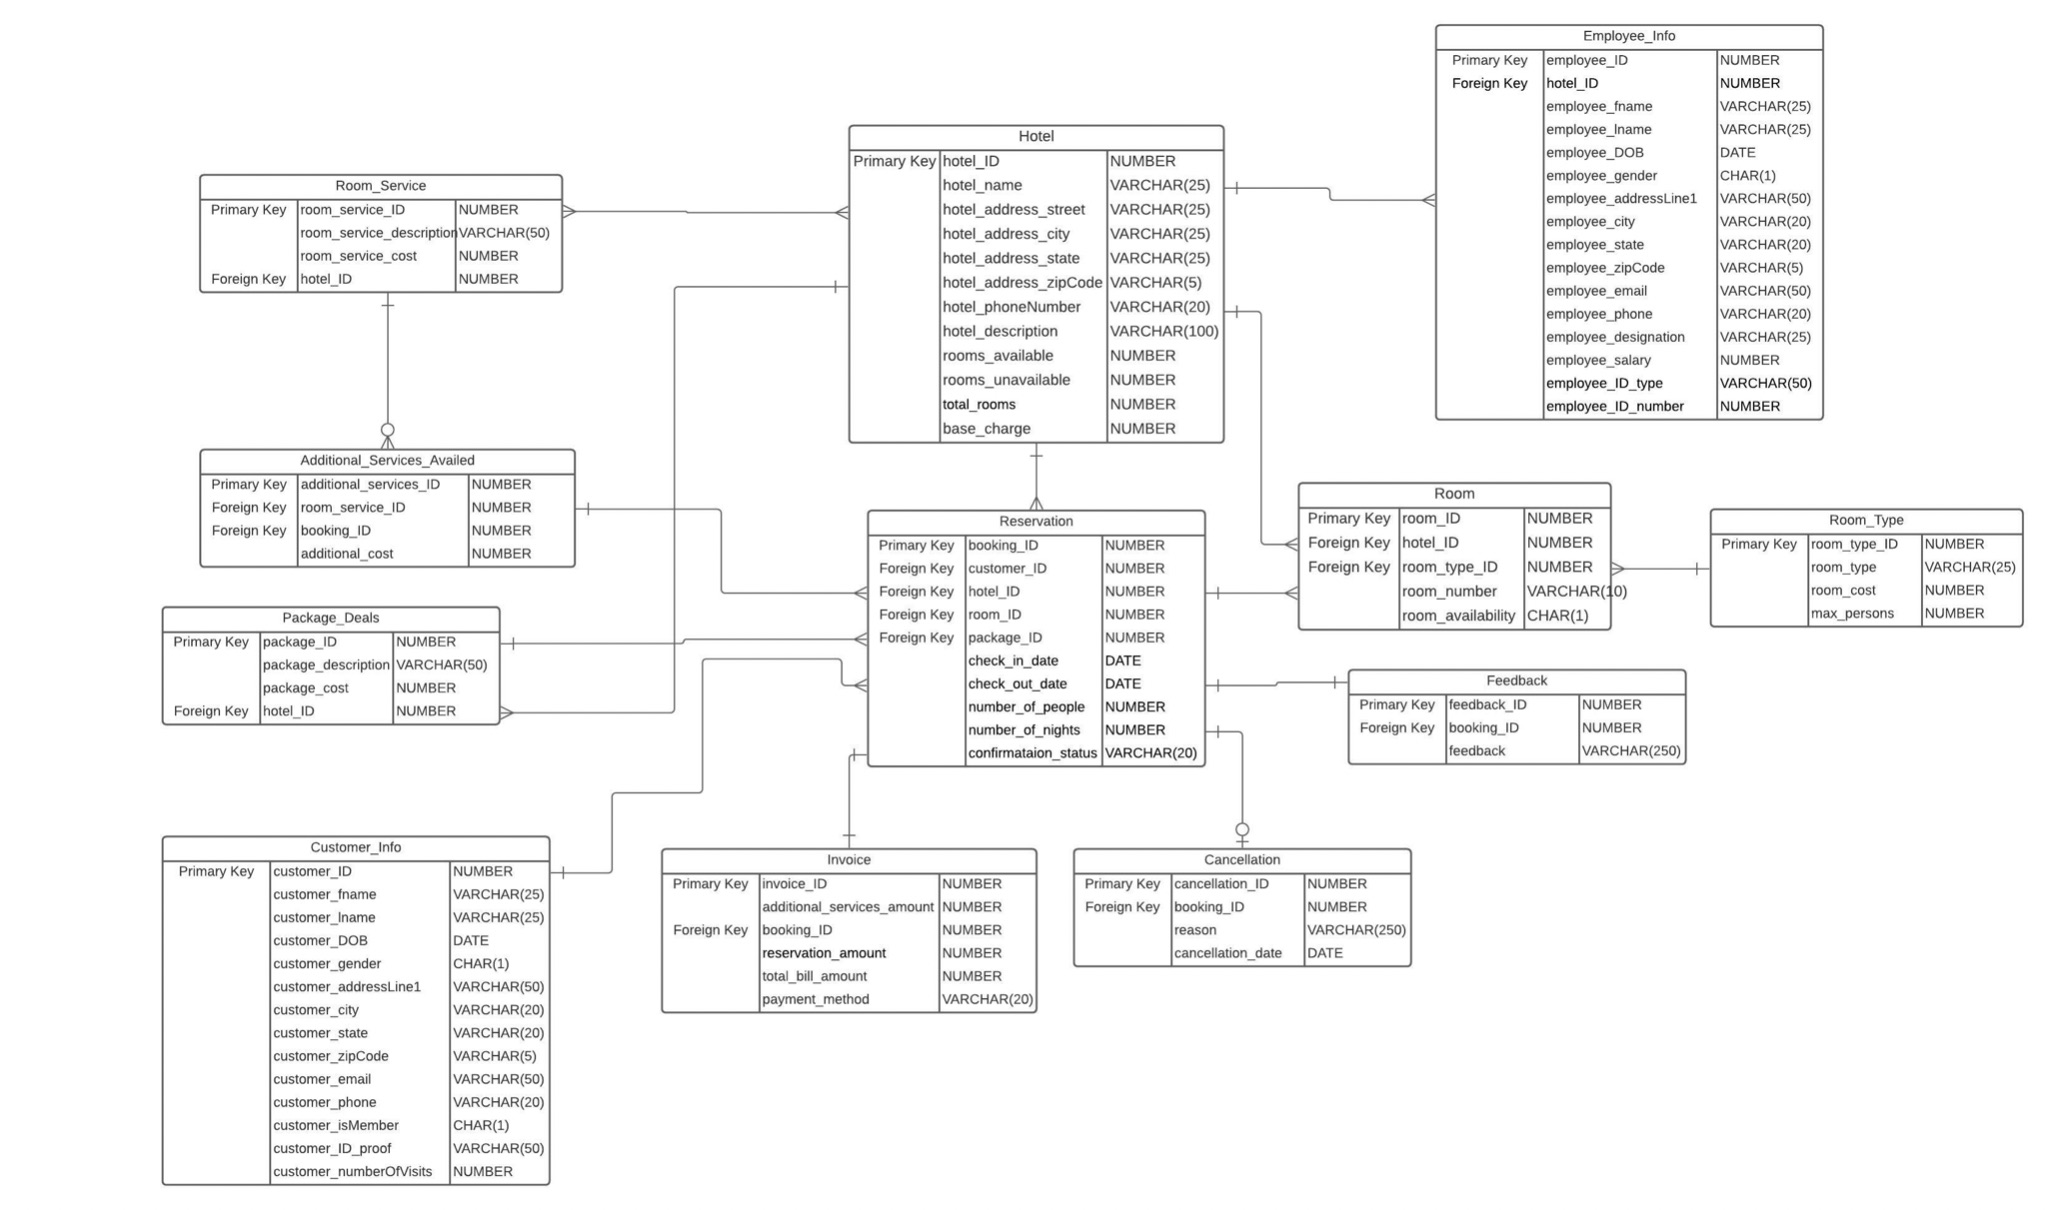 Employee_Info
Primary Key employee_ID NUMBER
Foreign Key hotel_ID NUMBER
employee_fname VARCHAR(25)
employee_lname VARCHAR(25)
employee_DOB DATE
employee_gender CHAR(1)
employee_addressLine1 VARCHAR(50)
employee_city VARCHAR(20)
employee_state VARCHAR(20)
employee_zipCode VARCHAR(5)
employee_email VARCHAR(50)
employee_phone VARCHAR(20)
employee_designation VARCHAR(25)
employee_salary NUMBER
employee_ID_type VARCHAR(50)
employee_ID_number NUMBER
Hotel
Primary Key hotel_ID NUMBER
hotel_name VARCHAR(25)
hotel_address_street VARCHAR(25)
hotel_address_city VARCHAR(25)
hotel_address_state VARCHAR(25)
hotel_address_zipCode VARCHAR(5)
hotel_phoneNumber VARCHAR(20)
hotel_description VARCHAR(100)
rooms_available NUMBER
rooms_unavailable NUMBER
total_rooms NUMBER
base_charge NUMBER
Room_Service
Primary Key room_service_ID NUMBER
room_service_description VARCHAR(50)
room_service_cost NUMBER
Foreign Key hotel_ID NUMBER
Additional_Services_Availed
Primary Key additional_services_ID NUMBER
Foreign Key room_service_ID NUMBER
Foreign Key booking_ID NUMBER
additional_cost NUMBER
Reservation
Primary Key booking_ID NUMBER
Foreign Key customer_ID NUMBER
Foreign Key hotel_ID NUMBER
Foreign Key room_ID NUMBER
Foreign Key package_ID NUMBER
check_in_date DATE
check_out_date DATE
number_of_people NUMBER
number_of_nights NUMBER
confirmataion_status VARCHAR(20)
Room
Primary Key room_ID NUMBER
Foreign Key hotel_ID NUMBER
Foreign Key room_type_ID NUMBER
room_number VARCHAR(10)
room_availability CHAR(1)
Room_Type
Primary Key room_type_ID NUMBER
room_type VARCHAR(25)
room_cost NUMBER
max_persons NUMBER
Package_Deals
Primary Key package_ID NUMBER
package_description VARCHAR(50)
package_cost NUMBER
Foreign Key hotel_ID NUMBER
Feedback
Primary Key feedback_ID NUMBER
Foreign Key booking_ID NUMBER
feedback VARCHAR(250)
Customer_Info
Primary Key customer_ID NUMBER
customer_fname VARCHAR(25)
customer_lname VARCHAR(25)
customer_DOB DATE
customer_gender CHAR(1)
customer_addressLine1 VARCHAR(50)
customer_city VARCHAR(20)
customer_state VARCHAR(20)
customer_zipCode VARCHAR(5)
customer_email VARCHAR(50)
customer_phone VARCHAR(20)
customer_isMember CHAR(1)
customer_ID_proof VARCHAR(50)
customer_numberOfVisits NUMBER
Invoice
Primary Key invoice_ID NUMBER
additional_services_amount NUMBER
Foreign Key booking_ID NUMBER
reservation_amount NUMBER
total_bill_amount NUMBER
payment_method VARCHAR(20)
Cancellation
Primary Key cancellation_ID NUMBER
Foreign Key booking_ID NUMBER
reason VARCHAR(250)
cancellation_date DATE